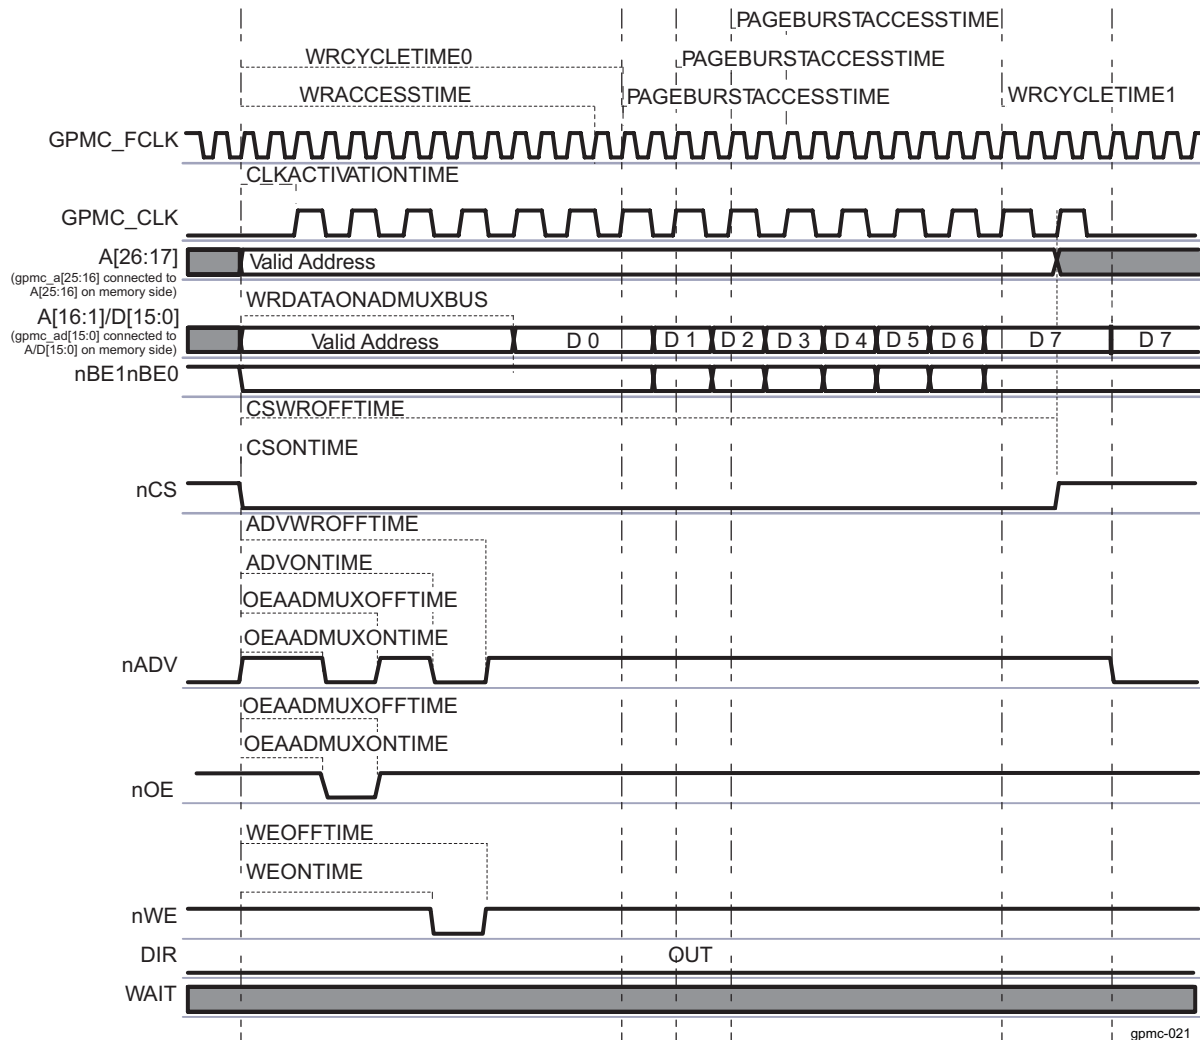 PAGEBURSTACCESSTIME
WRCYCLETIME0
PAGEBURSTACCESSTIME
WRACCESSTIME
PAGEBURSTACCESSTIME
WRCYCLETIME1
GPMC_FCLK
CLKACTIVATIONTIME
GPMC_CLK
A[26:17]
Valid Address
(gpmc_a[25:16] connected to
A[25:16] on memory side)
WRDATAONADMUXBUS
A[16:1]/D[15:0]
(gpmc_ad[15:0] connected to
A/D[15:0] on memory side)
Valid Address D 0 D 1 D 2 D 3 D 4 D 5 D 6 D 7 D 7
nBE1nBE0
CSWROFFTIME
CSONTIME
nCS
ADVWROFFTIME
ADVONTIME
OEAADMUXOFFTIME
OEAADMUXONTIME
nADV
OEAADMUXOFFTIME
OEAADMUXONTIME
nOE
WEOFFTIME
WEONTIME
nWE
DIR
OUT
WAIT
gpmc-021